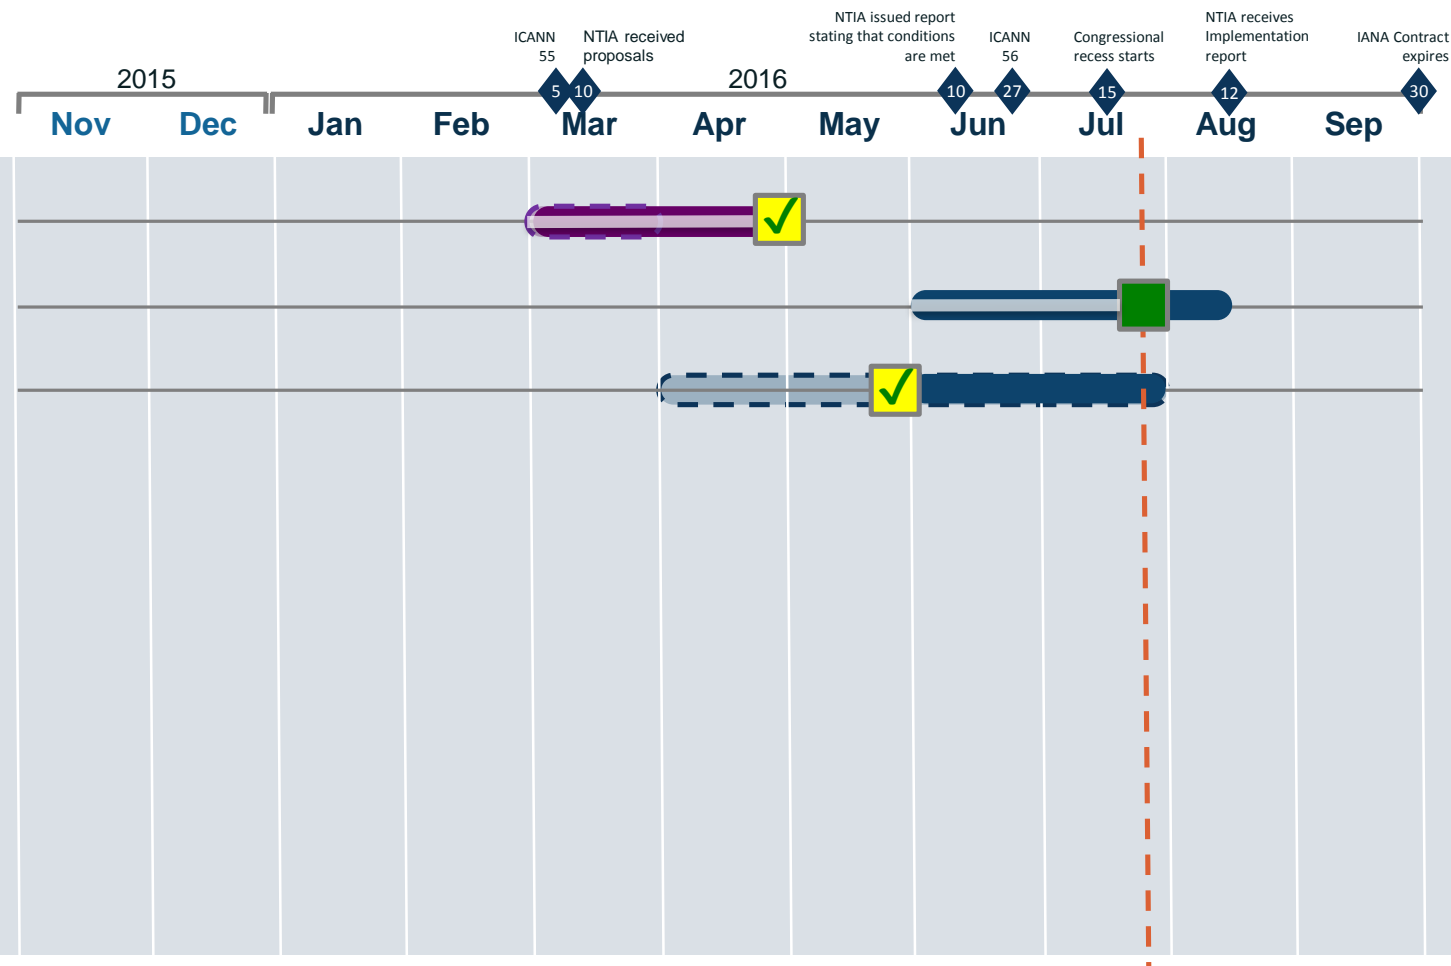 NTIA issued report
stating that conditions
are met
NTIA receives
Implementation
report
ICANN
55
NTIA received
proposals
ICANN
56
Congressional
recess starts
IANA Contract
expires
2015
2016
5
10
10
27
15
12
30
Nov
Dec
Jan
Feb
Mar
Apr
May
Jun
Jul
Aug
Sep